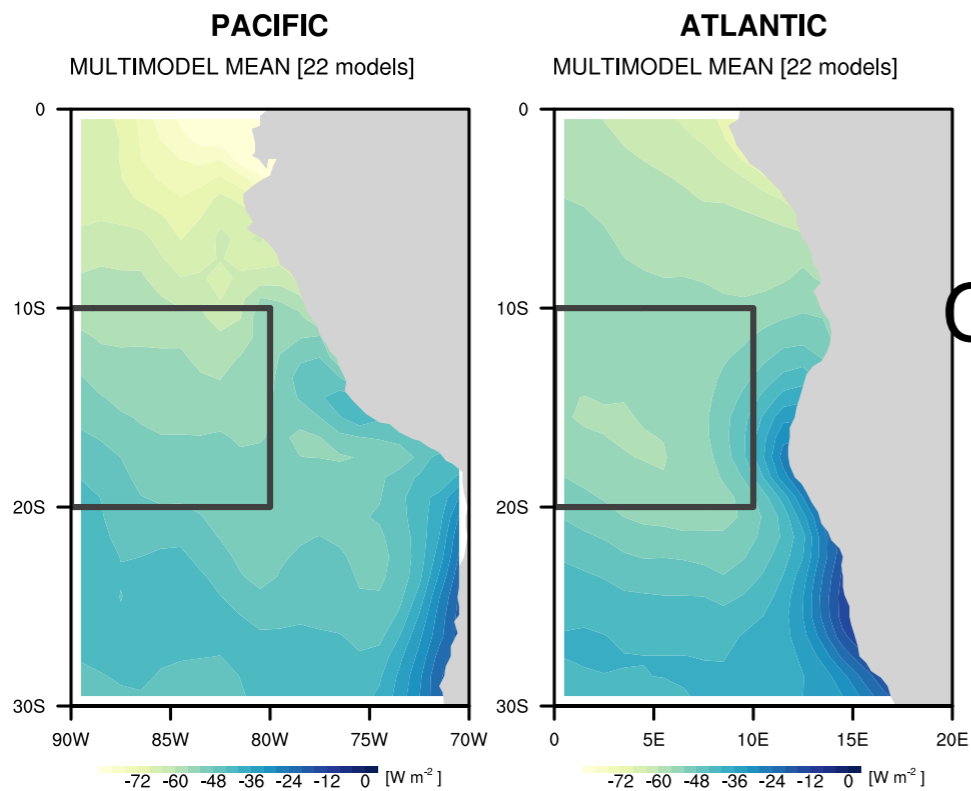 PACIFIC ATLANTIC
MULTIMODEL MEAN [22 models] MULTIMODEL MEAN [22 models]
0 0
10S 10S
20S 20S
30S 30S
90W 85W 80W 75W 70W 0 5E 10E 15E 20E
-72 -60 -48 -36 -24 -12 0 [W m-2 ] -72 -60 -48 -36 -24 -12 0 [W m-2 ]